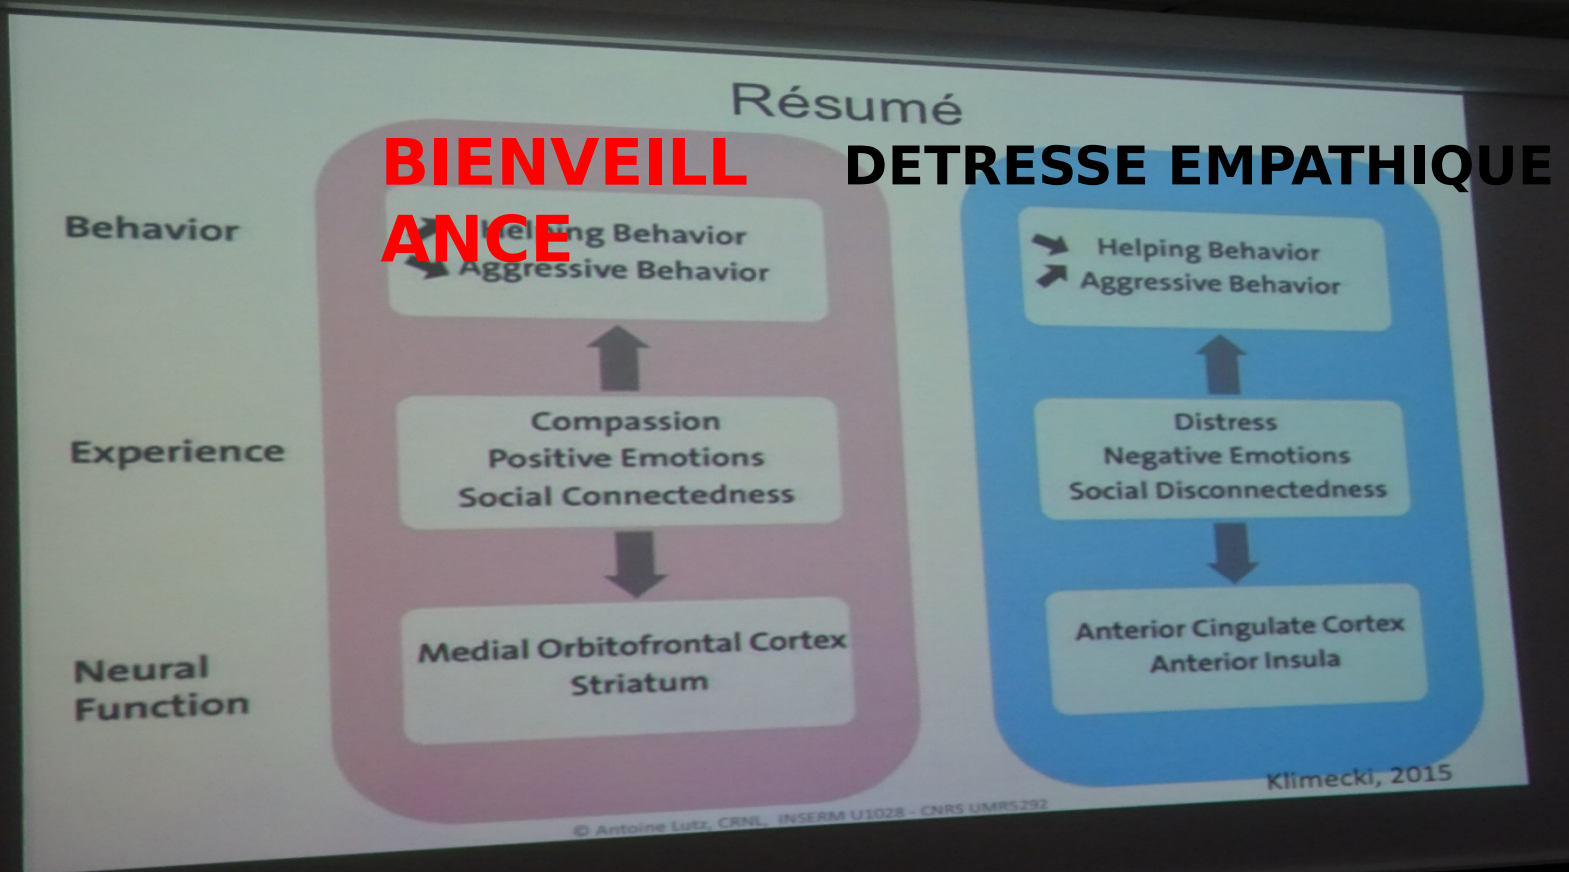 Résumé
BIENVEILL
ANCE
DETRESSE EMPATHIQUE
Behavior
Helping Behavior
Aggressive Behavior
Helping Behavior
Aggressive Behavior
Experience
Compassion
Positive Emotions
Social Connectedness
Distress
Negative Emotions
Social Disconnectedness
Neural
Function
Medial Orbitofrontal Cortex
Striatum
Anterior Cingulate Cortex
Anterior Insula
Klimecki, 2015
© Antoine Lutz, CRNL, INSERM U1028 - CNRS UMR5292